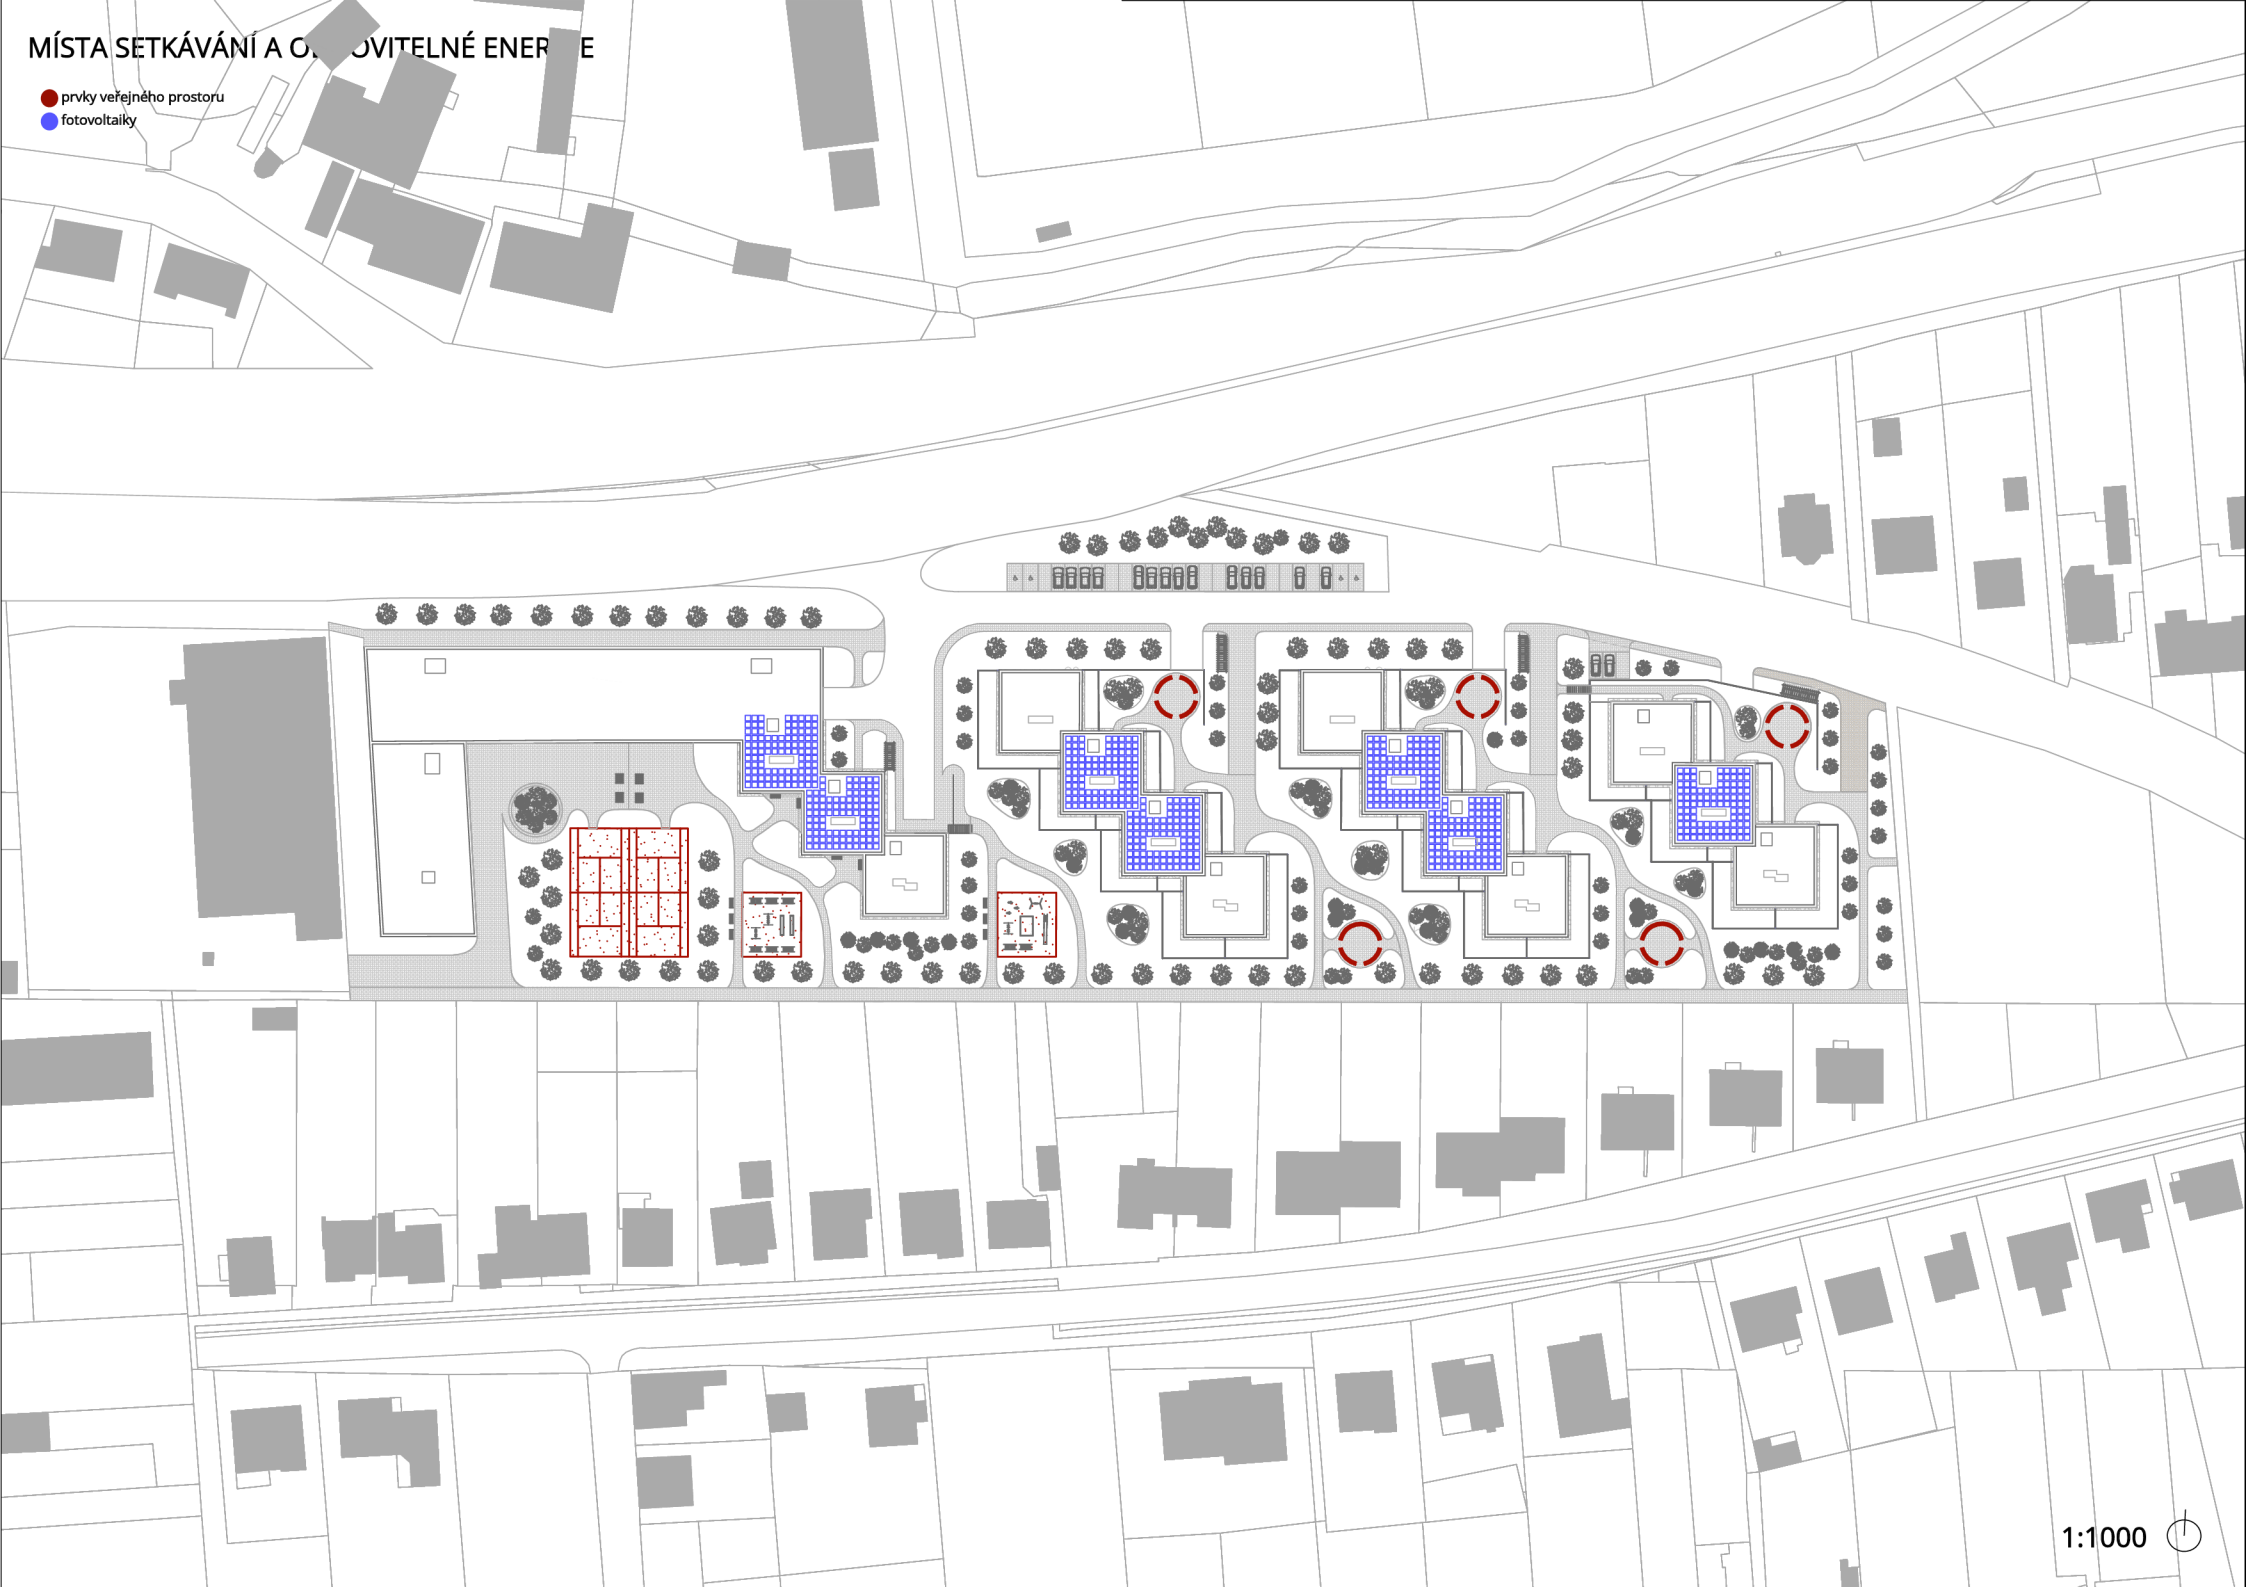 MÍSTA SETKÁVÁNÍ A OBNOVITELNÉ ENERGIE
prvky veřejného prostoru
fotovoltaiky
1:1000